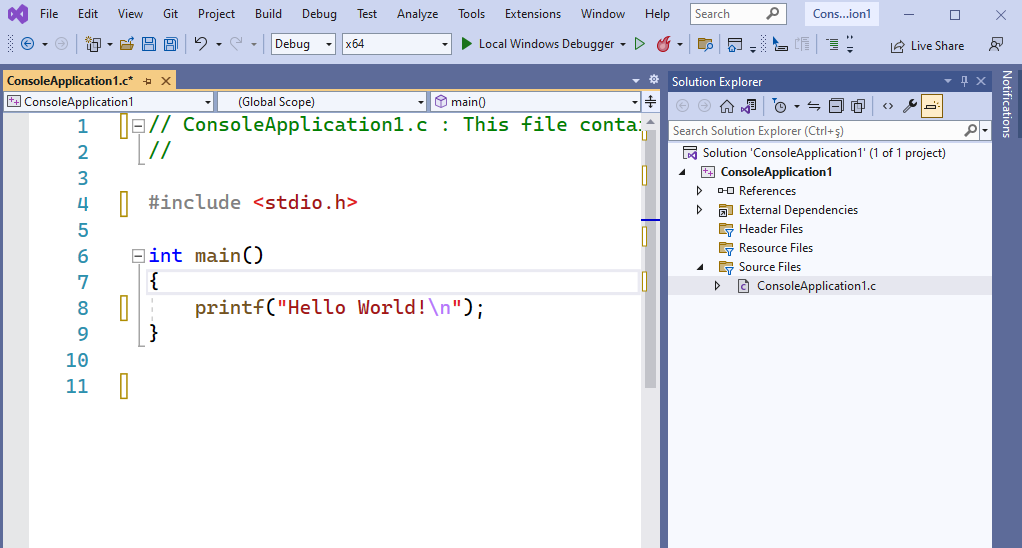 File Edit View Git Project Build Debug Test Analyze Tools Extensions Window Help Search Cons...ion1
Debug x64 Local Windows Debugger Live Share
ConsoleApplication1.c*
ConsoleApplication1 (Global Scope) main()
1 // ConsoleApplication1.c : This file contai
2 //
3
4 #include <stdio.h>
5
6 int main()
7 {
8 printf("Hello World!\n");
9 }
10
11
Solution Explorer
Search Solution Explorer (Ctrl+ş)
Solution 'ConsoleApplication1' (1 of 1 project)
ConsoleApplication1
References
External Dependencies
Header Files
Resource Files
Source Files
ConsoleApplication1.c
Notifications